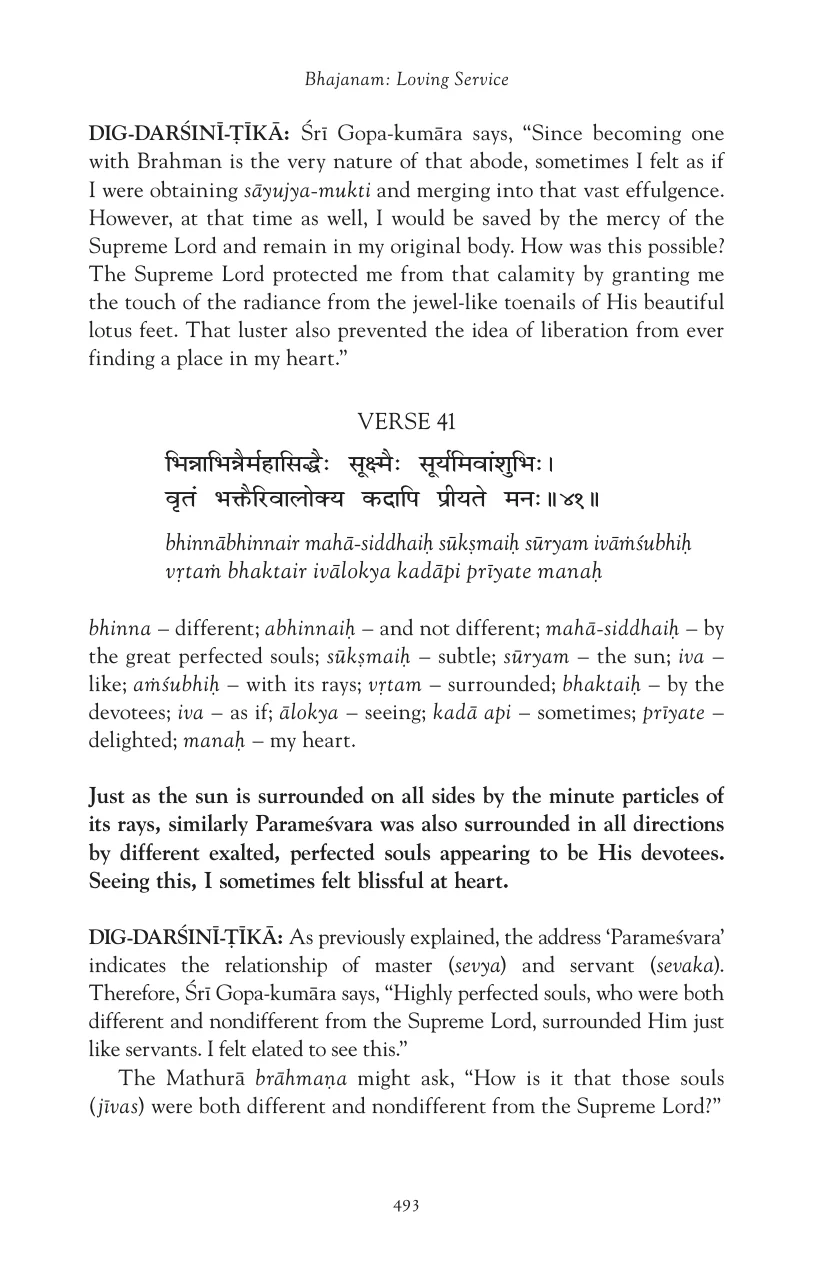 Bhajanam: Loving Service
DIG-DARŚINĪ-ṬĪKĀ: Śrī Gopa-kumāra says, “Since becoming one
with Brahman is the very nature of that abode, sometimes I felt as if
I were obtaining sāyujya-mukti and merging into that vast effulgence.
However, at that time as well, I would be saved by the mercy of the
Supreme Lord and remain in my original body. How was this possible?
The Supreme Lord protected me from that calamity by granting me
the touch of the radiance from the jewel-like toenails of His beautiful
lotus feet. That luster also prevented the idea of liberation from ever
finding a place in my heart.”
VERSE 41
भिन्नाभिन्नैर्महासिद्धैः सूक्ष्मैः सूर्यमिवांशुभिः।
वृतं भक्तैरिवालोक्य कदापि प्रीयते मनः॥४१॥
bhinnābhinnair mahā-siddhaiḥ sūkṣmaiḥ sūryam ivāṁśubhiḥ
vṛtaṁ bhaktair ivālokya kadāpi prīyate manaḥ
bhinna – different; abhinnaiḥ – and not different; mahā-siddhaiḥ – by
the great perfected souls; sūkṣmaiḥ – subtle; sūryam – the sun; iva –
like; aṁśubhiḥ – with its rays; vṛtam – surrounded; bhaktaiḥ – by the
devotees; iva – as if; ālokya – seeing; kadā api – sometimes; prīyate –
delighted; manaḥ – my heart.
Just as the sun is surrounded on all sides by the minute particles of
its rays, similarly Parameśvara was also surrounded in all directions
by different exalted, perfected souls appearing to be His devotees.
Seeing this, I sometimes felt blissful at heart.
DIG-DARŚINĪ-ṬĪKĀ: As previously explained, the address ‘Parameśvara’
indicates the relationship of master (sevya) and servant (sevaka).
Therefore, Śrī Gopa-kumāra says, “Highly perfected souls, who were both
different and nondifferent from the Supreme Lord, surrounded Him just
like servants. I felt elated to see this.”
The Mathurā brāhmaṇa might ask, “How is it that those souls
(jīvas) were both different and nondifferent from the Supreme Lord?”
493